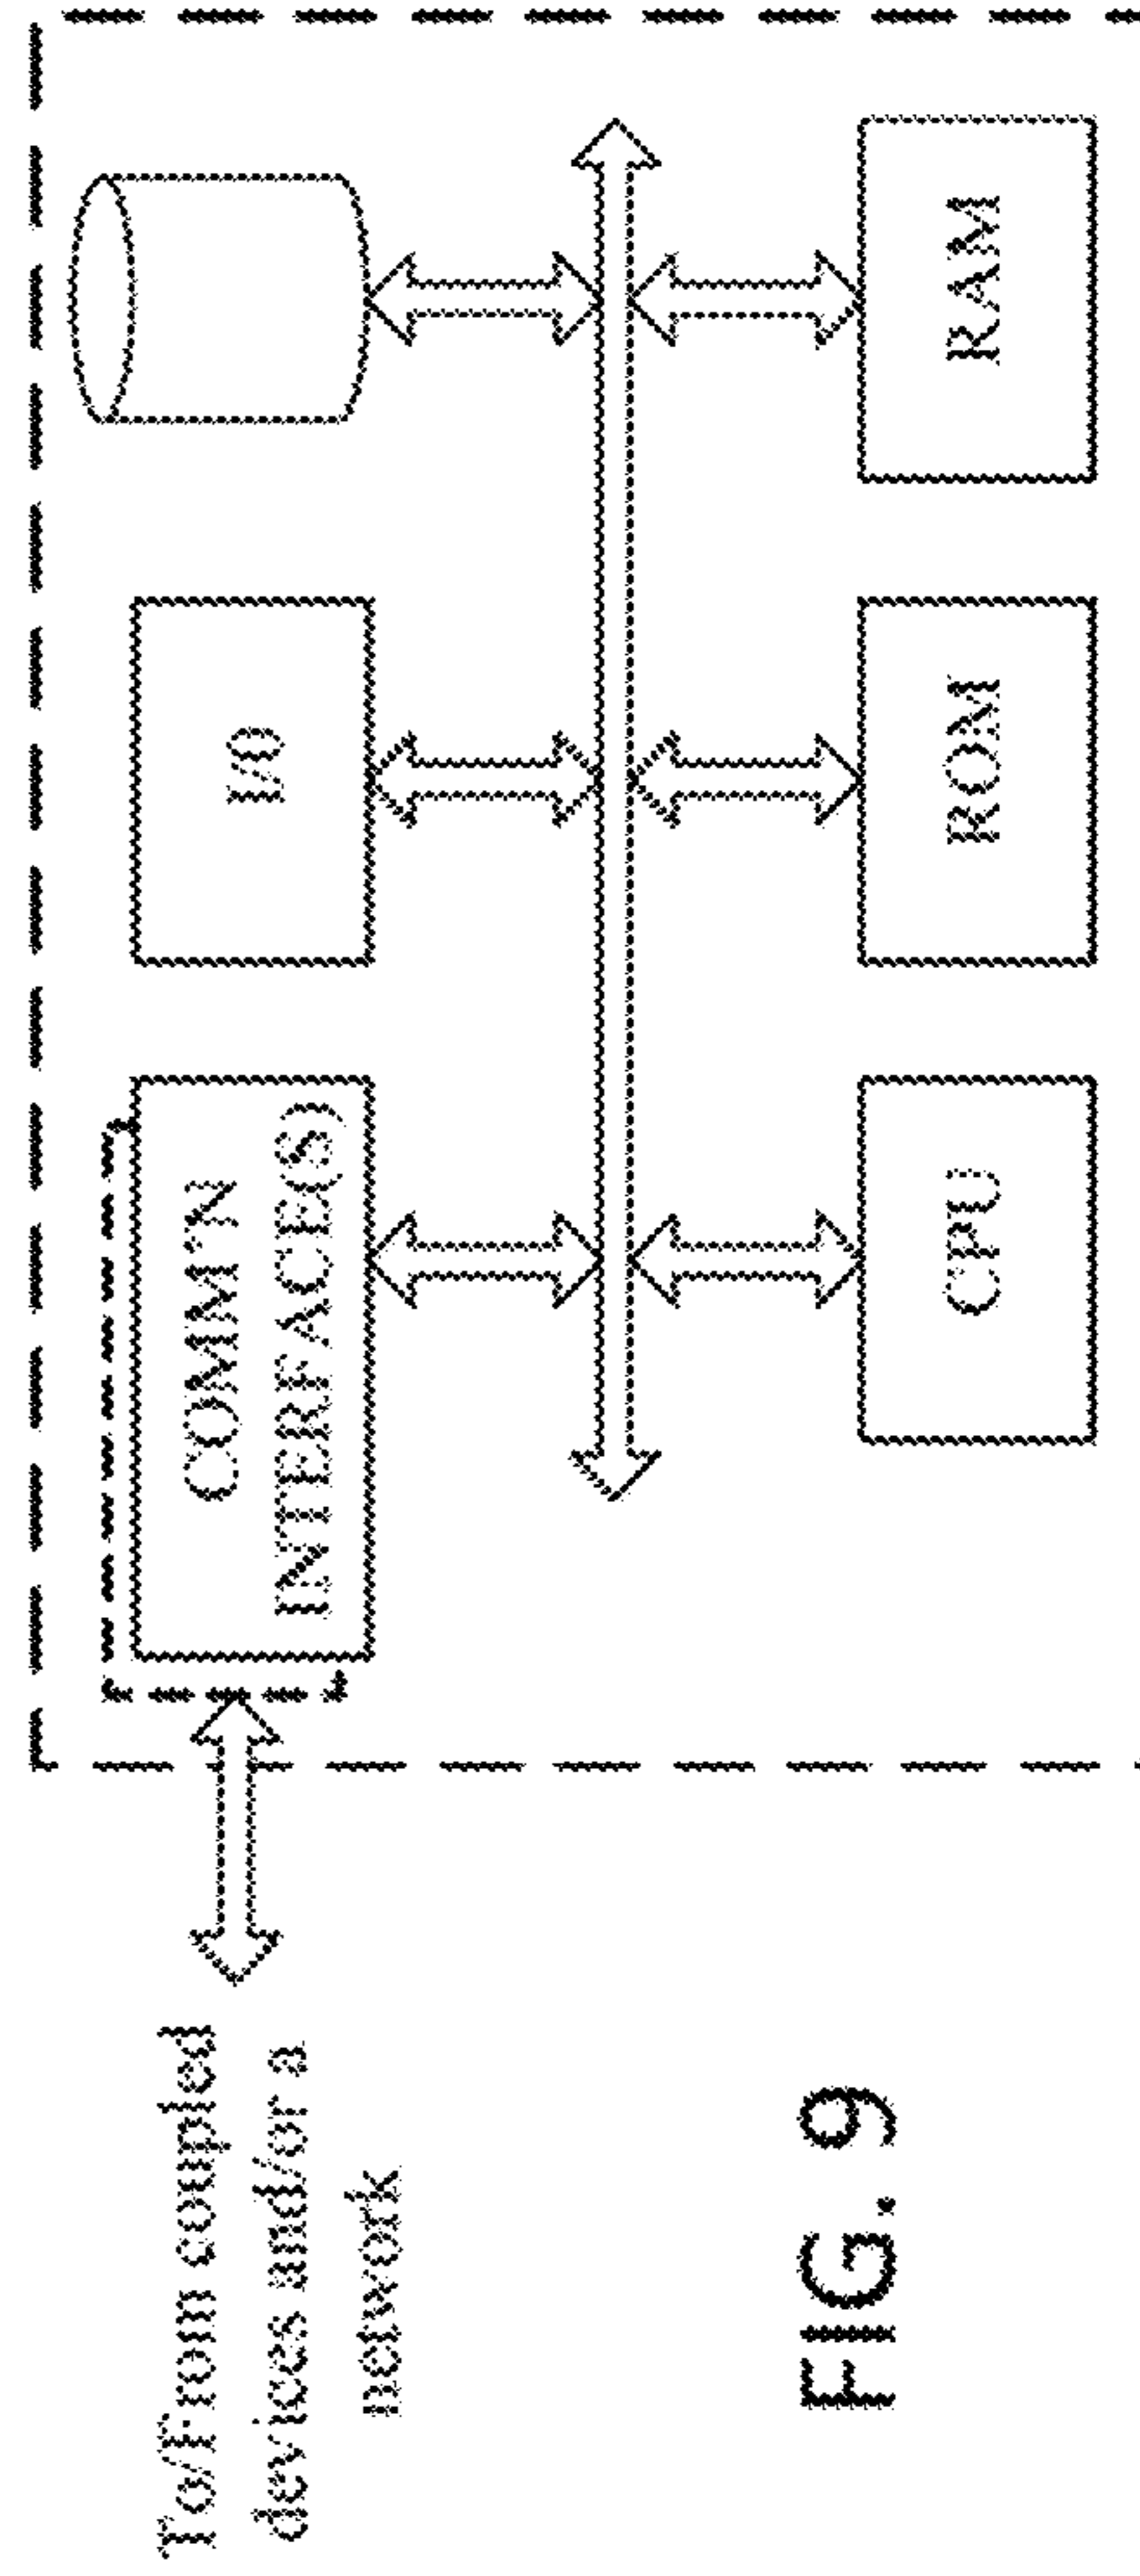 To/From coupled
devices and/or a
network
COMM'N
INTERFACE(S)
I/O
CPU
ROM
RAM
FIG. 9